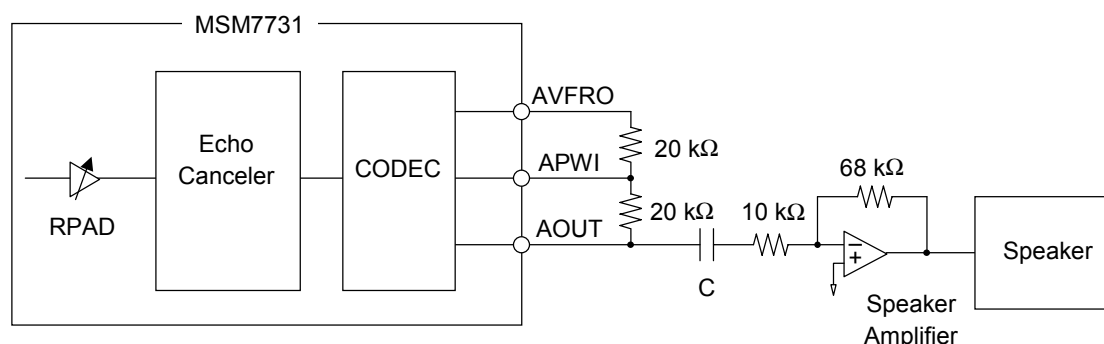 MSM7731
AVFRO
Echo
Canceler
CODEC
20 kΩ
APWI
68 kΩ
RPAD
20 kΩ
10 kΩ
AOUT
−
+
Speaker
C
Speaker
Amplifier